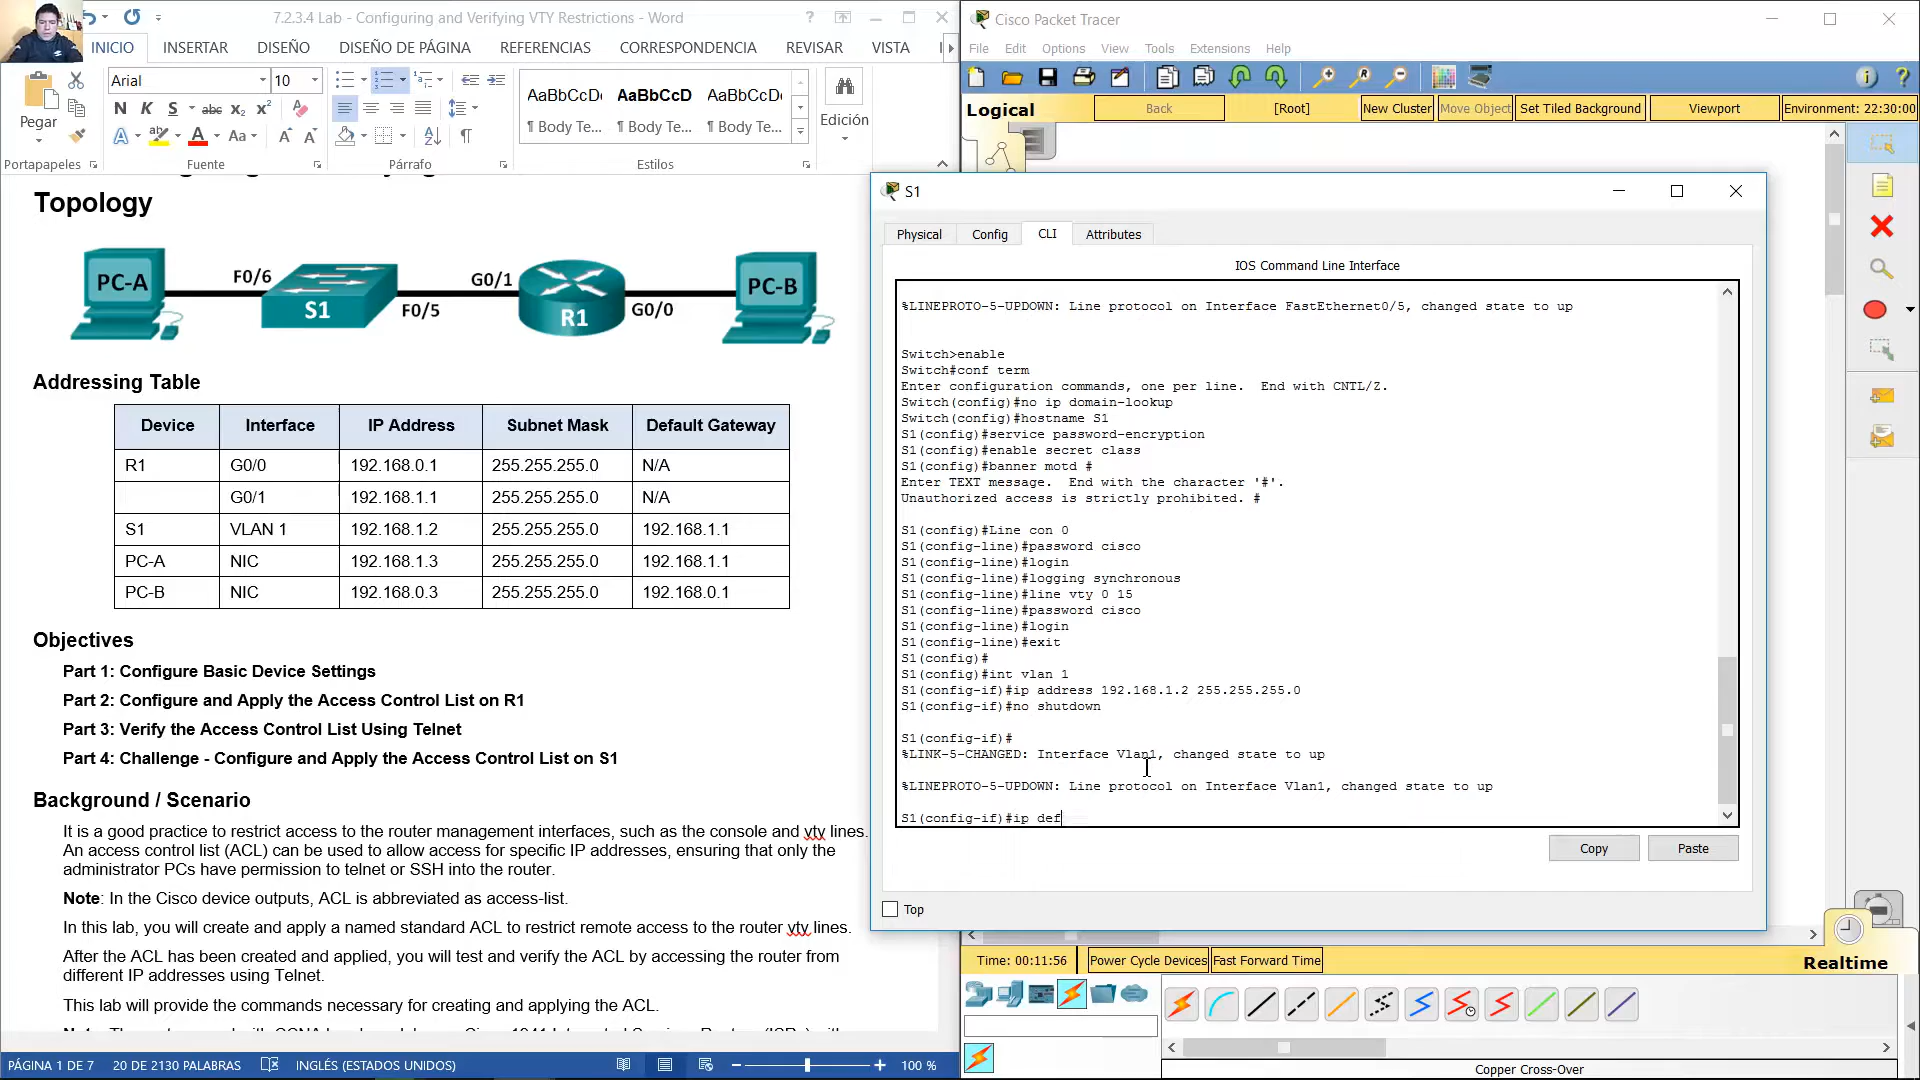 7.2.3.4 Lab - Configuring and Verifying VTY Restrictions - Word
INICIO INSERTAR DISEÑO DISEÑO DE PÁGINA REFERENCIAS CORRESPONDENCIA REVISAR VISTA
Pegar
Arial 10
N K S abc x₂ x²
A aby A Aa A A
AaBbCcDc AaBbCcD AaBbCcDc
¶ Body Te... ¶ Body Te... ¶ Body Te...
Edición
Portapapeles Fuente Párrafo Estilos
Topology
PC-A F0/6 S1 F0/5 G0/1 R1 G0/0 PC-B
Addressing Table
Device Interface IP Address Subnet Mask Default Gateway
R1 G0/0 192.168.0.1 255.255.255.0 N/A
G0/1 192.168.1.1 255.255.255.0 N/A
S1 VLAN 1 192.168.1.2 255.255.255.0 192.168.1.1
PC-A NIC 192.168.1.3 255.255.255.0 192.168.1.1
PC-B NIC 192.168.0.3 255.255.255.0 192.168.0.1
Objectives
Part 1: Configure Basic Device Settings
Part 2: Configure and Apply the Access Control List on R1
Part 3: Verify the Access Control List Using Telnet
Part 4: Challenge - Configure and Apply the Access Control List on S1
Background / Scenario
It is a good practice to restrict access to the router management interfaces, such as the console and vty lines.
An access control list (ACL) can be used to allow access for specific IP addresses, ensuring that only the
administrator PCs have permission to telnet or SSH into the router.
Note: In the Cisco device outputs, ACL is abbreviated as access-list.
In this lab, you will create and apply a named standard ACL to restrict remote access to the router vty lines.
After the ACL has been created and applied, you will test and verify the ACL by accessing the router from
different IP addresses using Telnet.
This lab will provide the commands necessary for creating and applying the ACL.
PÁGINA 1 DE 7 20 DE 2130 PALABRAS INGLÉS (ESTADOS UNIDOS) 100 %
Cisco Packet Tracer
File Edit Options View Tools Extensions Help
Logical Back [Root] New Cluster Move Object Set Tiled Background Viewport Environment: 22:30:00
S1
Physical Config CLI Attributes
IOS Command Line Interface
%LINEPROTO-5-UPDOWN: Line protocol on Interface FastEthernet0/5, changed state to up
Switch>enable
Switch#conf term
Enter configuration commands, one per line.  End with CNTL/Z.
Switch(config)#no ip domain-lookup
Switch(config)#hostname S1
S1(config)#service password-encryption
S1(config)#enable secret class
S1(config)#banner motd #
Enter TEXT message.  End with the character '#'.
Unauthorized access is strictly prohibited. #
S1(config)#Line con 0
S1(config-line)#password cisco
S1(config-line)#login
S1(config-line)#logging synchronous
S1(config-line)#line vty 0 15
S1(config-line)#password cisco
S1(config-line)#login
S1(config-line)#exit
S1(config)#
S1(config)#int vlan 1
S1(config-if)#ip address 192.168.1.2 255.255.255.0
S1(config-if)#no shutdown
S1(config-if)#
%LINK-5-CHANGED: Interface Vlan1, changed state to up
%LINEPROTO-5-UPDOWN: Line protocol on Interface Vlan1, changed state to up
S1(config-if)#ip def
Copy Paste
Top
Time: 00:11:56 Power Cycle Devices Fast Forward Time Realtime
Copper Cross-Over